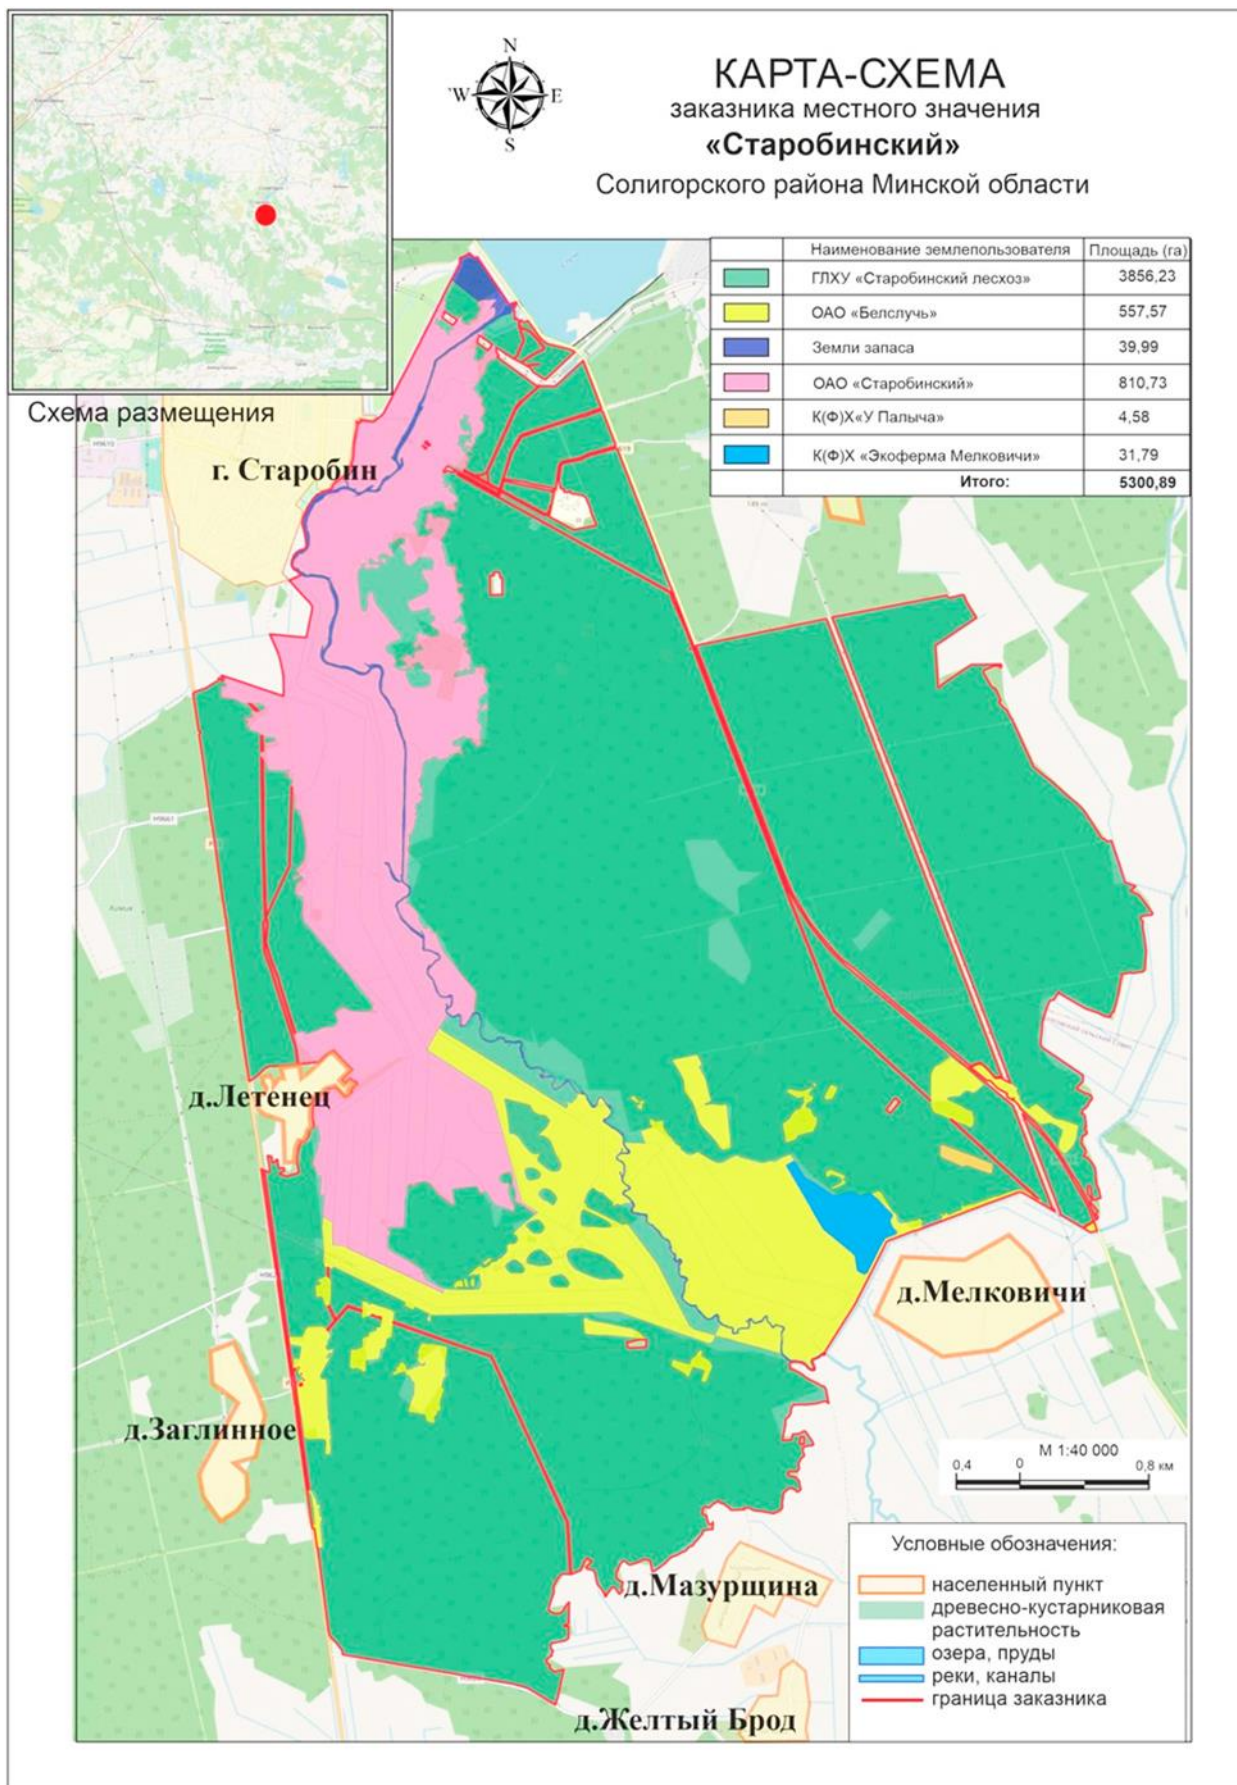 N
W E
S
КАРТА-СХЕМА
заказника местного значения
«Старобинский»
Солигорского района Минской области
Схема размещения
Наименование землепользователя Площадь (га)
ГЛХУ «Старобинский лесхоз» 3856,23
ОАО «Белслучь» 557,57
Земли запаса 39,99
ОАО «Старобинский» 810,73
К(Ф)Х«У Палыча» 4,58
К(Ф)Х «Экоферма Мелковичи» 31,79
Итого: 5300,89
г. Старобин
д.Летенец
д.Мелковичи
д.Заглинное
д.Мазурщина
д.Желтый Брод
М 1:40 000
0,4 0 0,8 км
Условные обозначения:
населенный пункт
древесно-кустарниковая
растительность
озера, пруды
реки, каналы
граница заказника